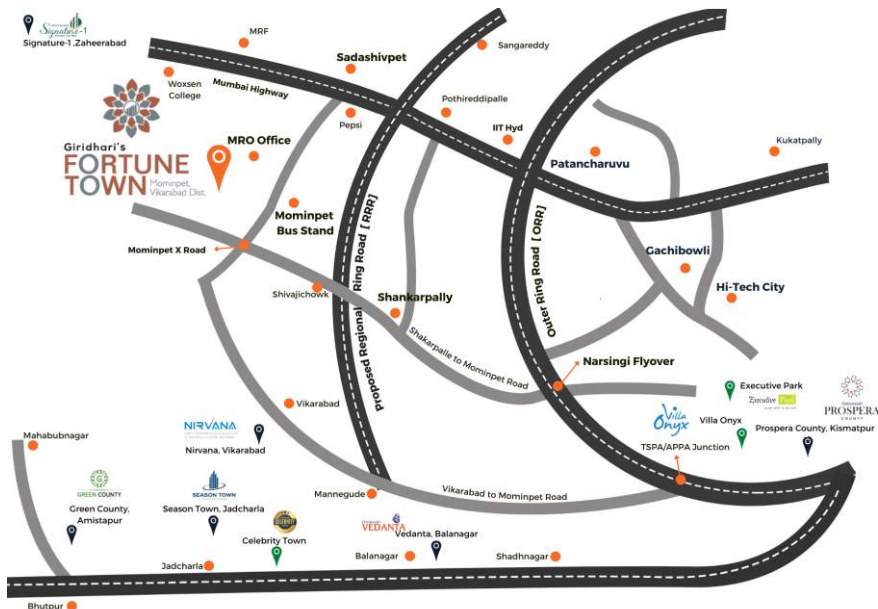 Signature-1
Signature-1 ,Zaheerabad
MRF
Sangareddy
Sadashivpet
Woxsen
College
Mumbai Highway
Pothireddipalle
Pepsi
IIT Hyd
Patancharuvu
Kukatpally
Giridhari's
FORTUNE
TOWN
Mominpet,
Vikarabad Dist.
MRO Office
Mominpet
Bus Stand
Mominpet X Road
Proposed Regional Ring Road [ RRR]
Outer Ring Road [ ORR]
Gachibowli
Hi-Tech City
Shivajichowk
Shankarpally
Shakarpalle to Mominpet Road
Narsingi Flyover
Executive Park
Executive Park
PROSPERA
COUNTY
Villa
Onyx
Villa Onyx
Prospera County, Kismatpur
TSPA/APPA Junction
Vikarabad
NIRVANA
Nirvana, Vikarabad
Mahabubnagar
GREEN COUNTY
Green County,
Amistapur
SEASON TOWN
Season Town, Jadcharla
Mannegude
Vikarabad to Mominpet Road
CELEBRITY
Celebrity Town
VEDANTA
Vedanta, Balanagar
Balanagar
Shadhnagar
Jadcharla
Bhutpur